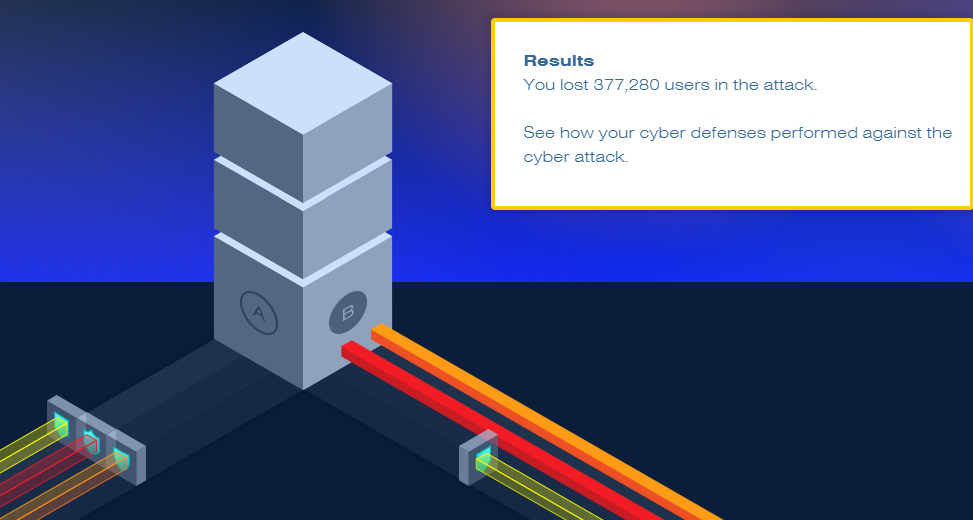 Results
You lost 377,280 users in the attack.
See how your cyber defenses performed against the
cyber attack.
A
B